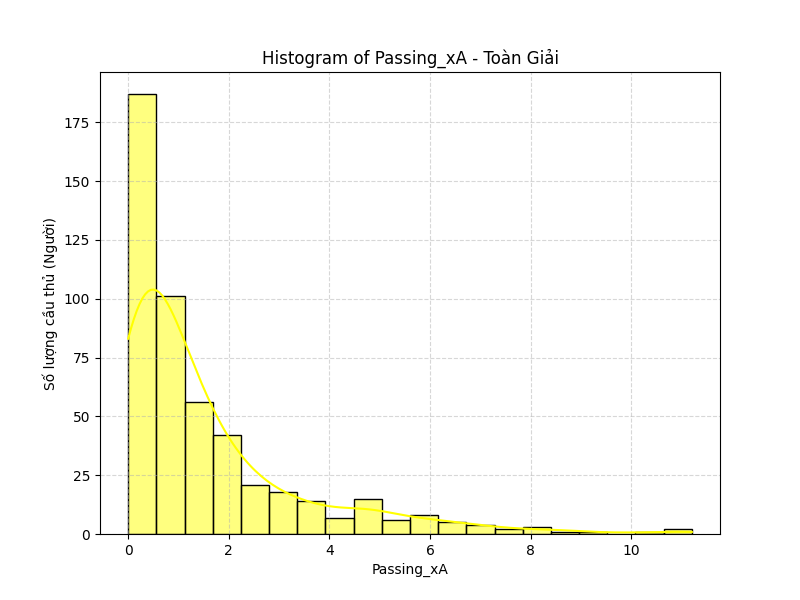 Histogram of Passing_xA - Toàn Giải
Số lượng cầu thủ (Người)
175
150
125
100
75
50
25
0
0 2 4 6 8 10
Passing_xA